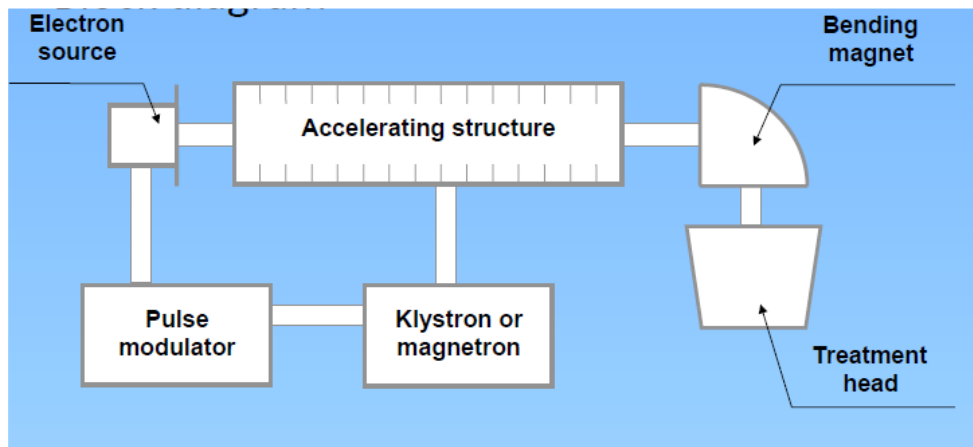 Electron
source
Bending
magnet
Accelerating structure
Pulse
modulator
Klystron or
magnetron
Treatment
head